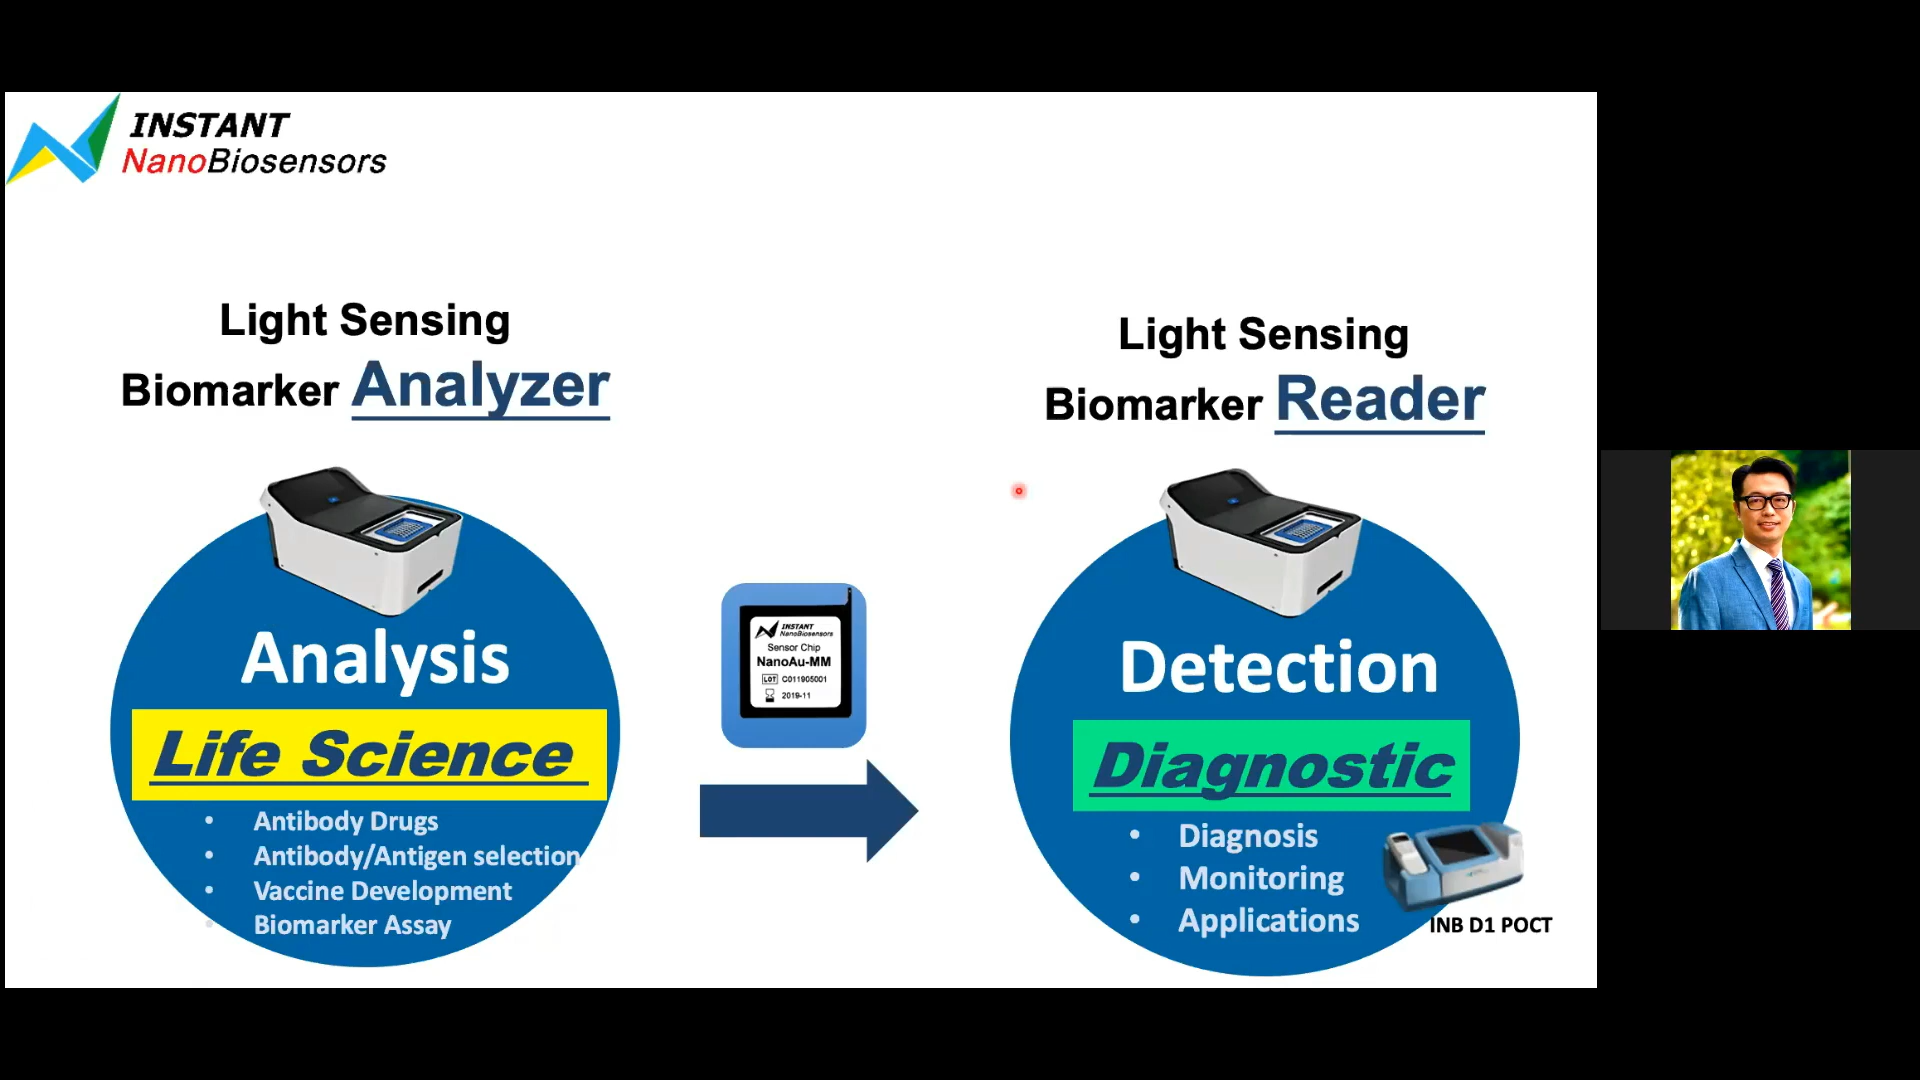 INSTANT
NanoBiosensors
Light Sensing
Biomarker Analyzer
Analysis
Life Science
• Antibody Drugs
• Antibody/Antigen selection
• Vaccine Development
• Biomarker Assay
INSTANT
NanoBiosensors
Sensor Chip
NanoAu-MM
LOT C011905001
2019-11
Light Sensing
Biomarker Reader
Detection
Diagnostic
• Diagnosis
• Monitoring
• Applications
INB D1 POCT